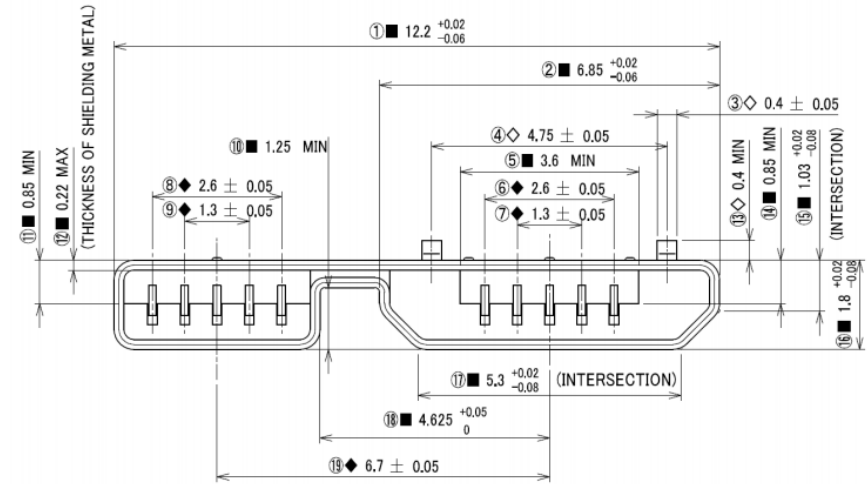 ①■ 12.2 +0.02 -0.06
②■ 6.85 +0.02 -0.06
③◇ 0.4 ± 0.05
④◇ 4.75 ± 0.05
⑤■ 3.6 MIN
⑥◆ 2.6 ± 0.05
⑦◆ 1.3 ± 0.05
⑧◆ 2.6 ± 0.05
⑨◆ 1.3 ± 0.05
⑩■ 1.25 MIN
⑪■ 0.85 MIN
⑫■ 0.22 MAX
(THICKNESS OF SHIELDING METAL)
⑬◇ 0.4 MIN
⑭■ 0.85 MIN
⑮■ 1.03 +0.02 -0.08
(INTERSECTION)
⑯■ 1.8 +0.02 -0.08
⑰■ 5.3 +0.02 -0.08 (INTERSECTION)
⑱■ 4.625 +0.05 0
⑲◆ 6.7 ± 0.05